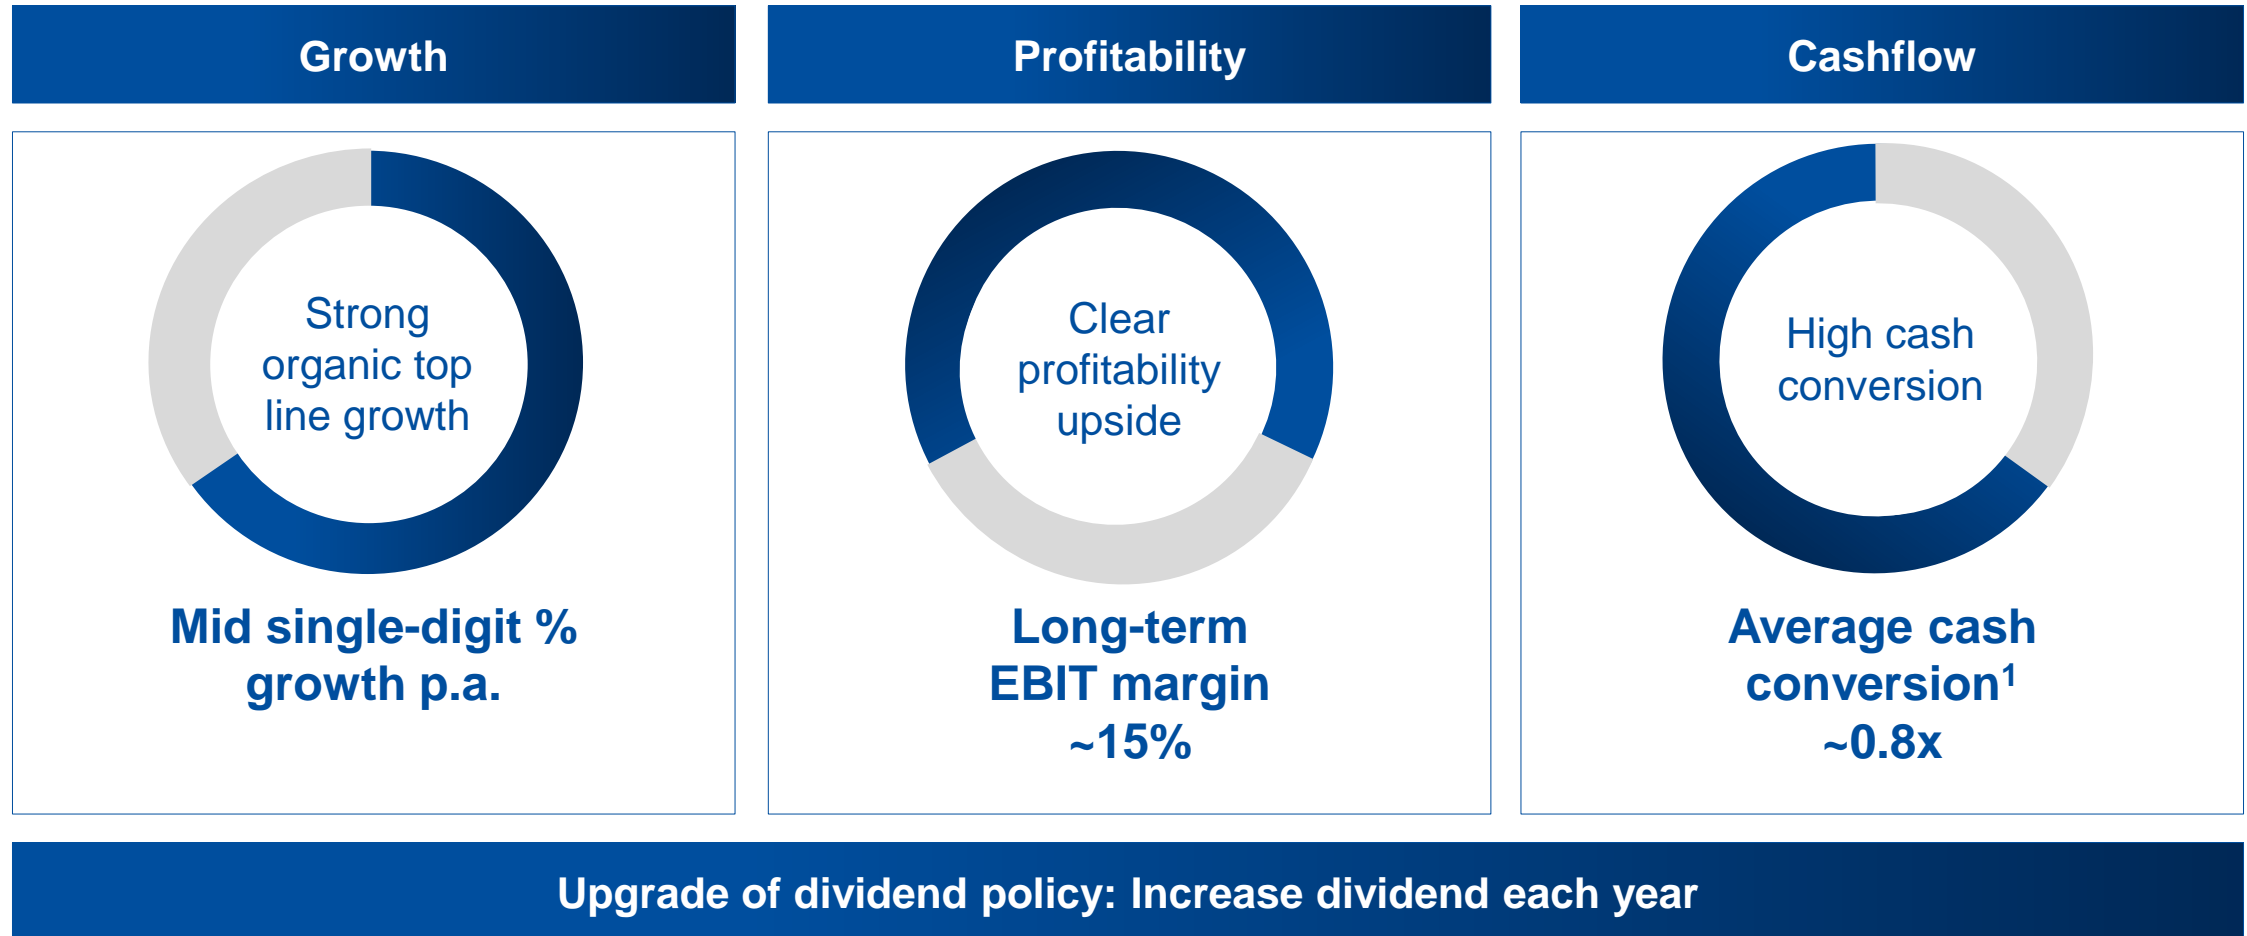 Growth
Strong
organic top
line growth
Mid single-digit %
growth p.a.
Profitability
Clear
profitability
upside
Long-term
EBIT margin
~15%
Cashflow
High cash
conversion
Average cash
conversion¹
~0.8x
Upgrade of dividend policy: Increase dividend each year